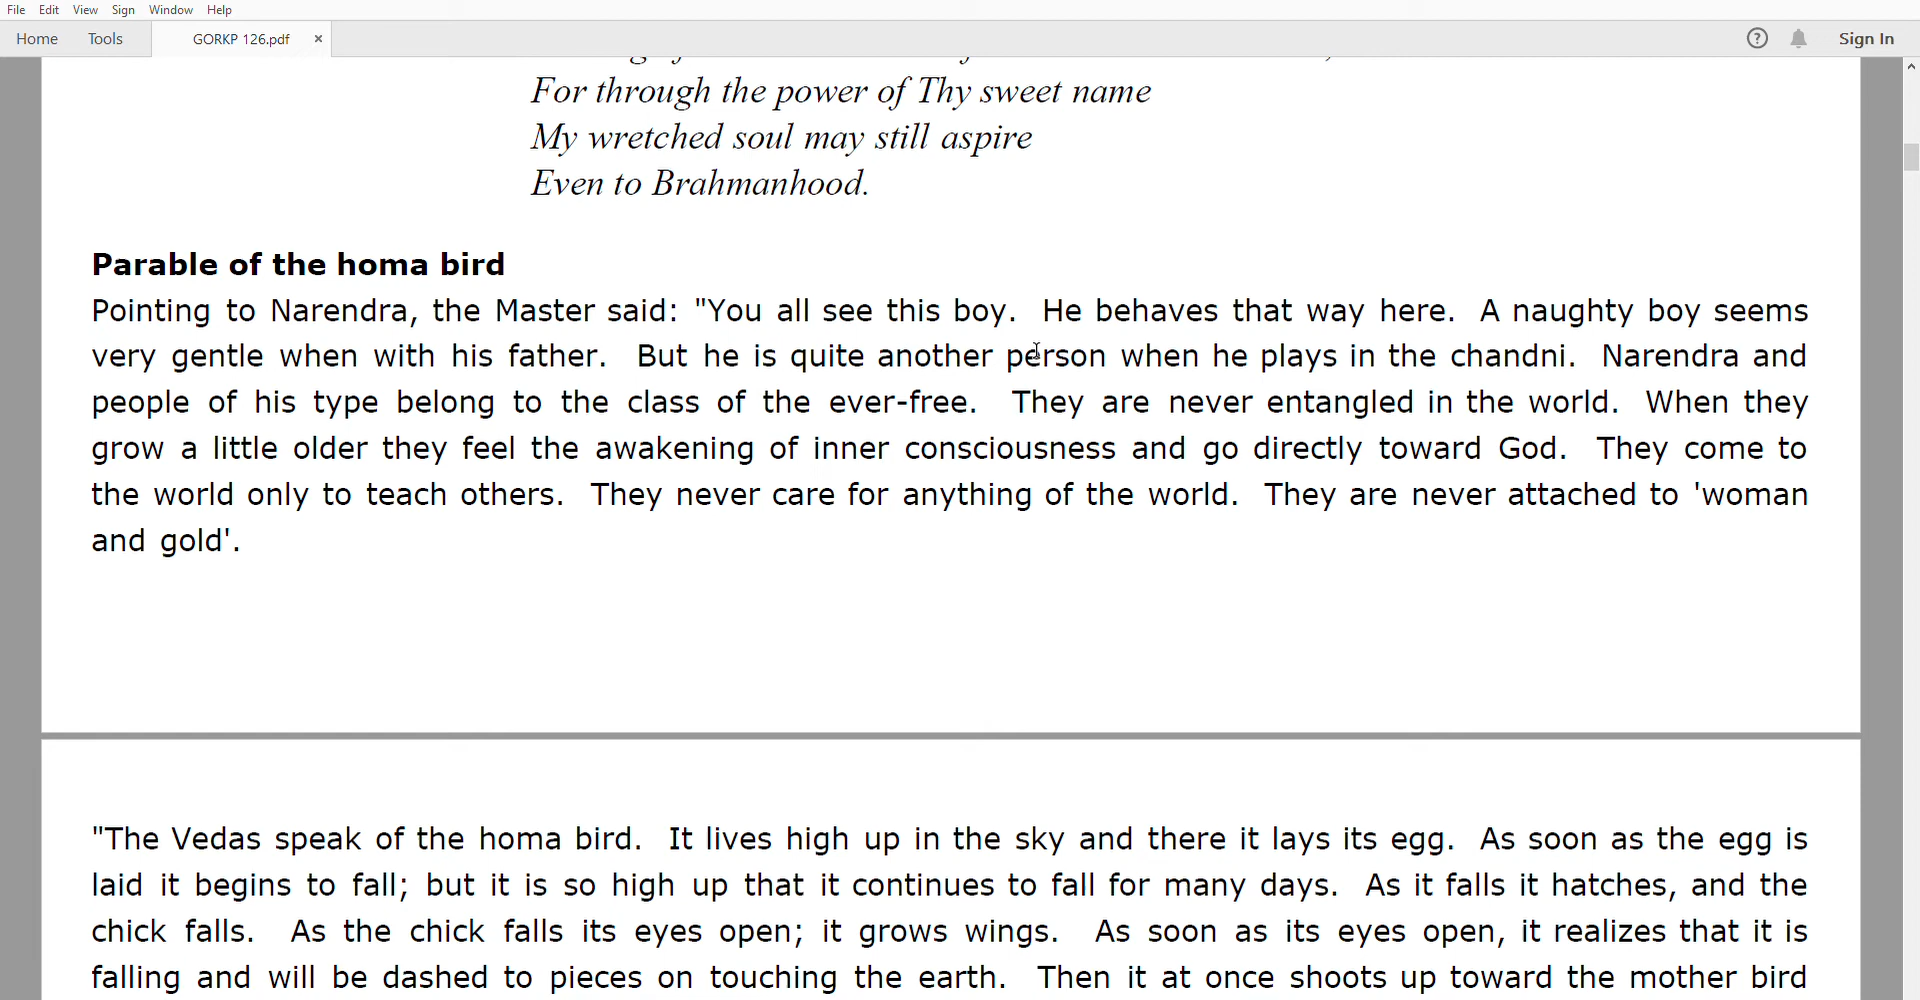 File Edit View Sign Window Help
Home Tools GORKP 126.pdf × ? Sign In
For through the power of Thy sweet name
My wretched soul may still aspire
Even to Brahmanhood.
Parable of the homa bird
Pointing to Narendra, the Master said: "You all see this boy. He behaves that way here. A naughty boy seems
very gentle when with his father. But he is quite another person when he plays in the chandni. Narendra and
people of his type belong to the class of the ever-free. They are never entangled in the world. When they
grow a little older they feel the awakening of inner consciousness and go directly toward God. They come to
the world only to teach others. They never care for anything of the world. They are never attached to 'woman
and gold'.
"The Vedas speak of the homa bird. It lives high up in the sky and there it lays its egg. As soon as the egg is
laid it begins to fall; but it is so high up that it continues to fall for many days. As it falls it hatches, and the
chick falls. As the chick falls its eyes open; it grows wings. As soon as its eyes open, it realizes that it is
falling and will be dashed to pieces on touching the earth. Then it at once shoots up toward the mother bird